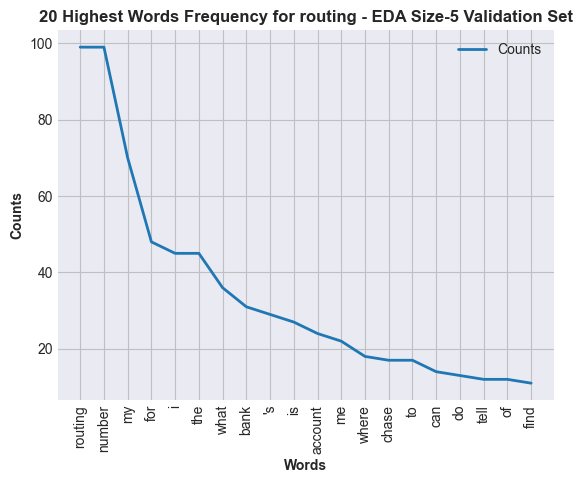 20 Highest Words Frequency for routing - EDA Size-5 Validation Set
Counts
100
80
60
40
20
Counts
routing
number
my
for
i
the
what
bank
's
is
account
me
where
chase
to
can
do
tell
of
find
Words